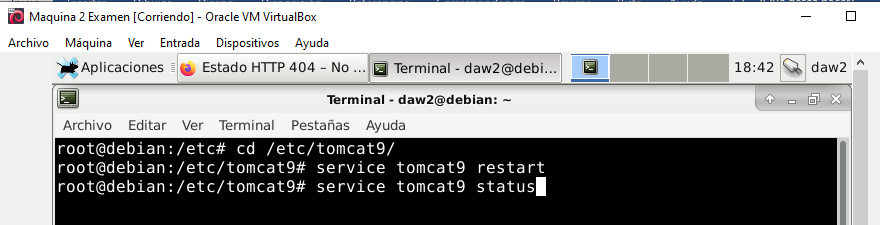 Maquina 2 Examen [Corriendo] - Oracle VM VirtualBox
Archivo Máquina Ver Entrada Dispositivos Ayuda
Aplicaciones Estado HTTP 404 – No ... Terminal - daw2@debi... 18:42 daw2
Terminal - daw2@debian: ~
Archivo Editar Ver Terminal Pestañas Ayuda
root@debian:/etc# cd /etc/tomcat9/
root@debian:/etc/tomcat9# service tomcat9 restart
root@debian:/etc/tomcat9# service tomcat9 status